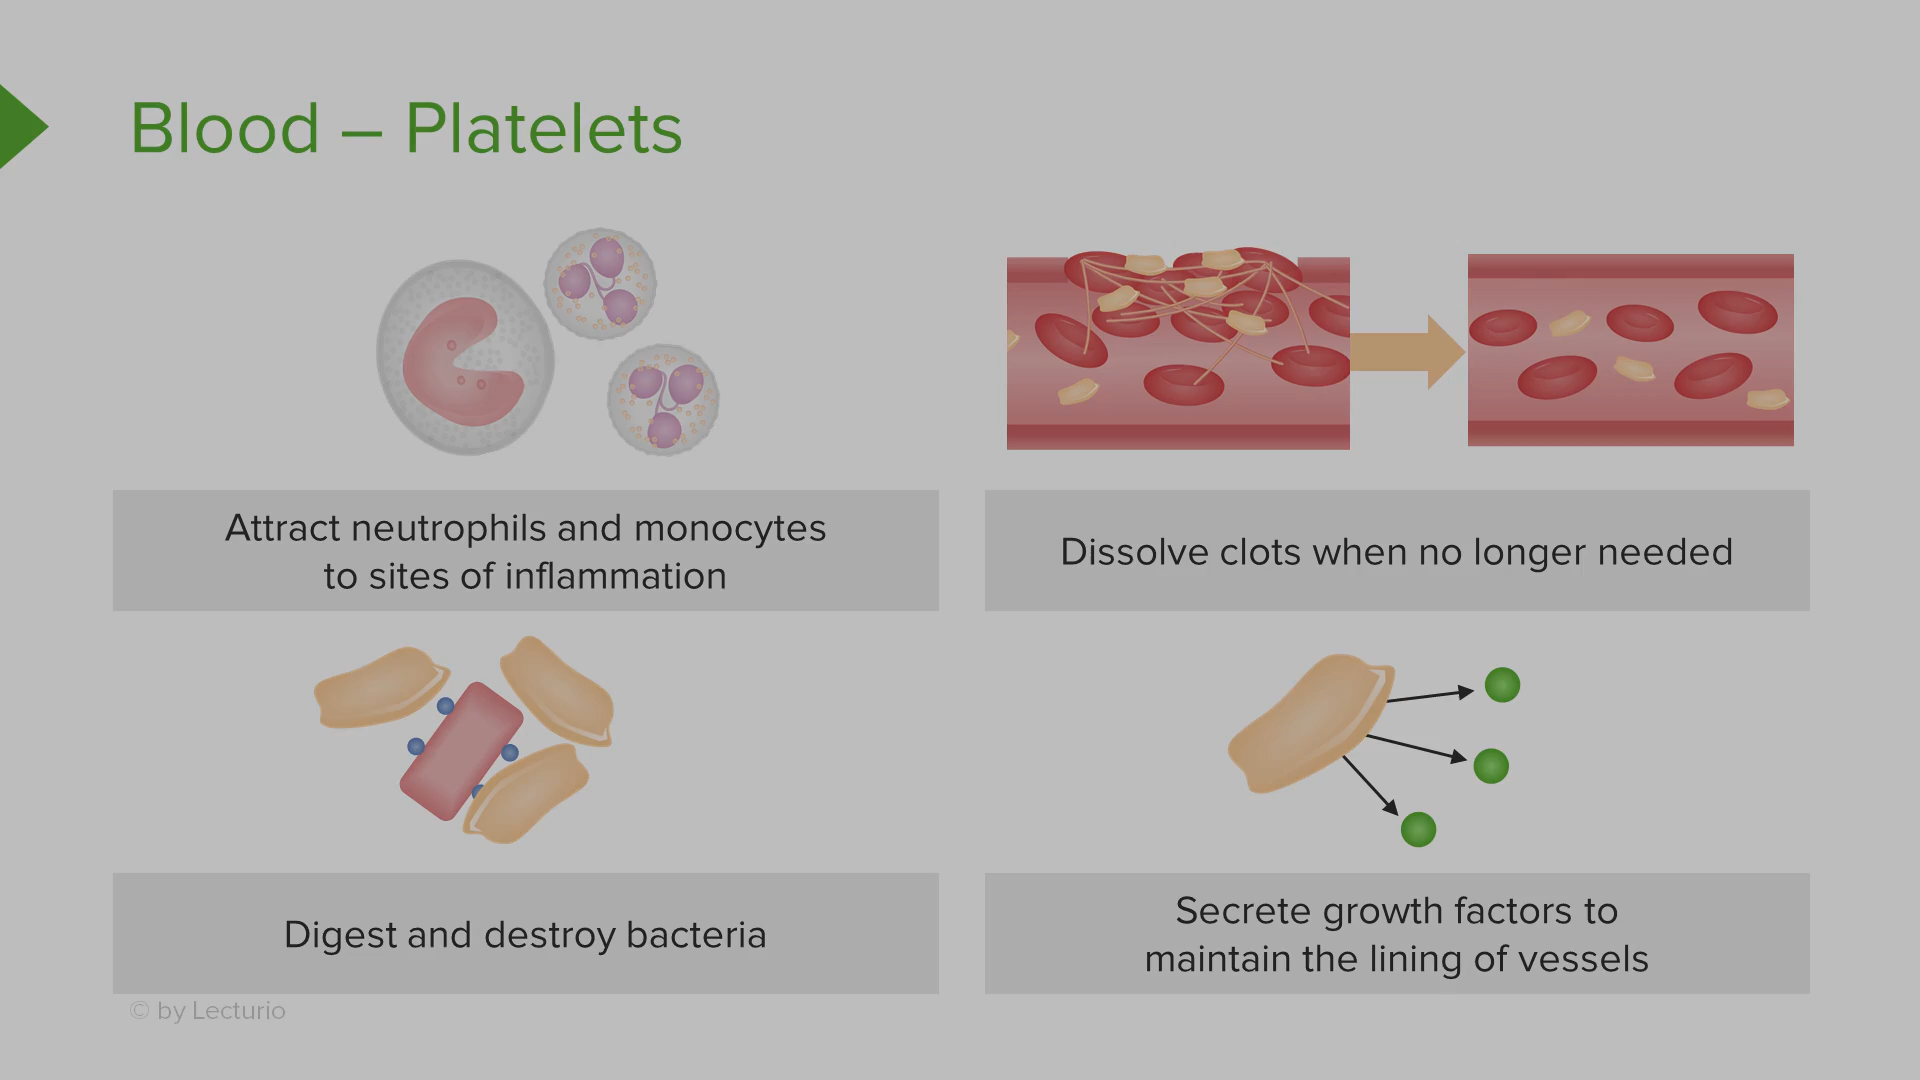 Blood – Platelets
Attract neutrophils and monocytes
to sites of inflammation
Dissolve clots when no longer needed
Digest and destroy bacteria
Secrete growth factors to
maintain the lining of vessels
© by Lecturio